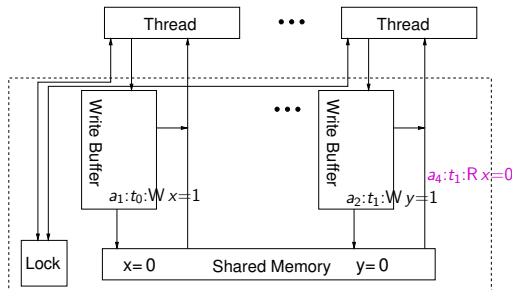 Thread
Thread
Write Buffer
Write Buffer
a₄:t₁:R x=0
a₁:t₀:W x=1
a₂:t₁:W y=1
Lock
x=0 Shared Memory y=0